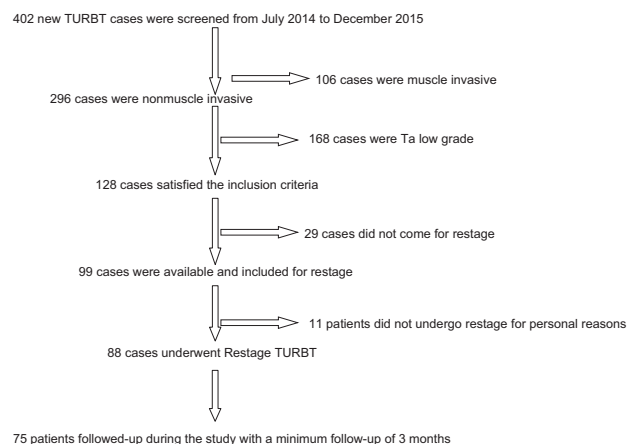 402 new TURBT cases were screened from July 2014 to December 2015
106 cases were muscle invasive
296 cases were nonmuscle invasive
168 cases were Ta low grade
128 cases satisfied the inclusion criteria
29 cases did not come for restage
99 cases were available and included for restage
11 patients did not undergo restage for personal reasons
88 cases underwent Restage TURBT
75 patients followed-up during the study with a minimum follow-up of 3 months